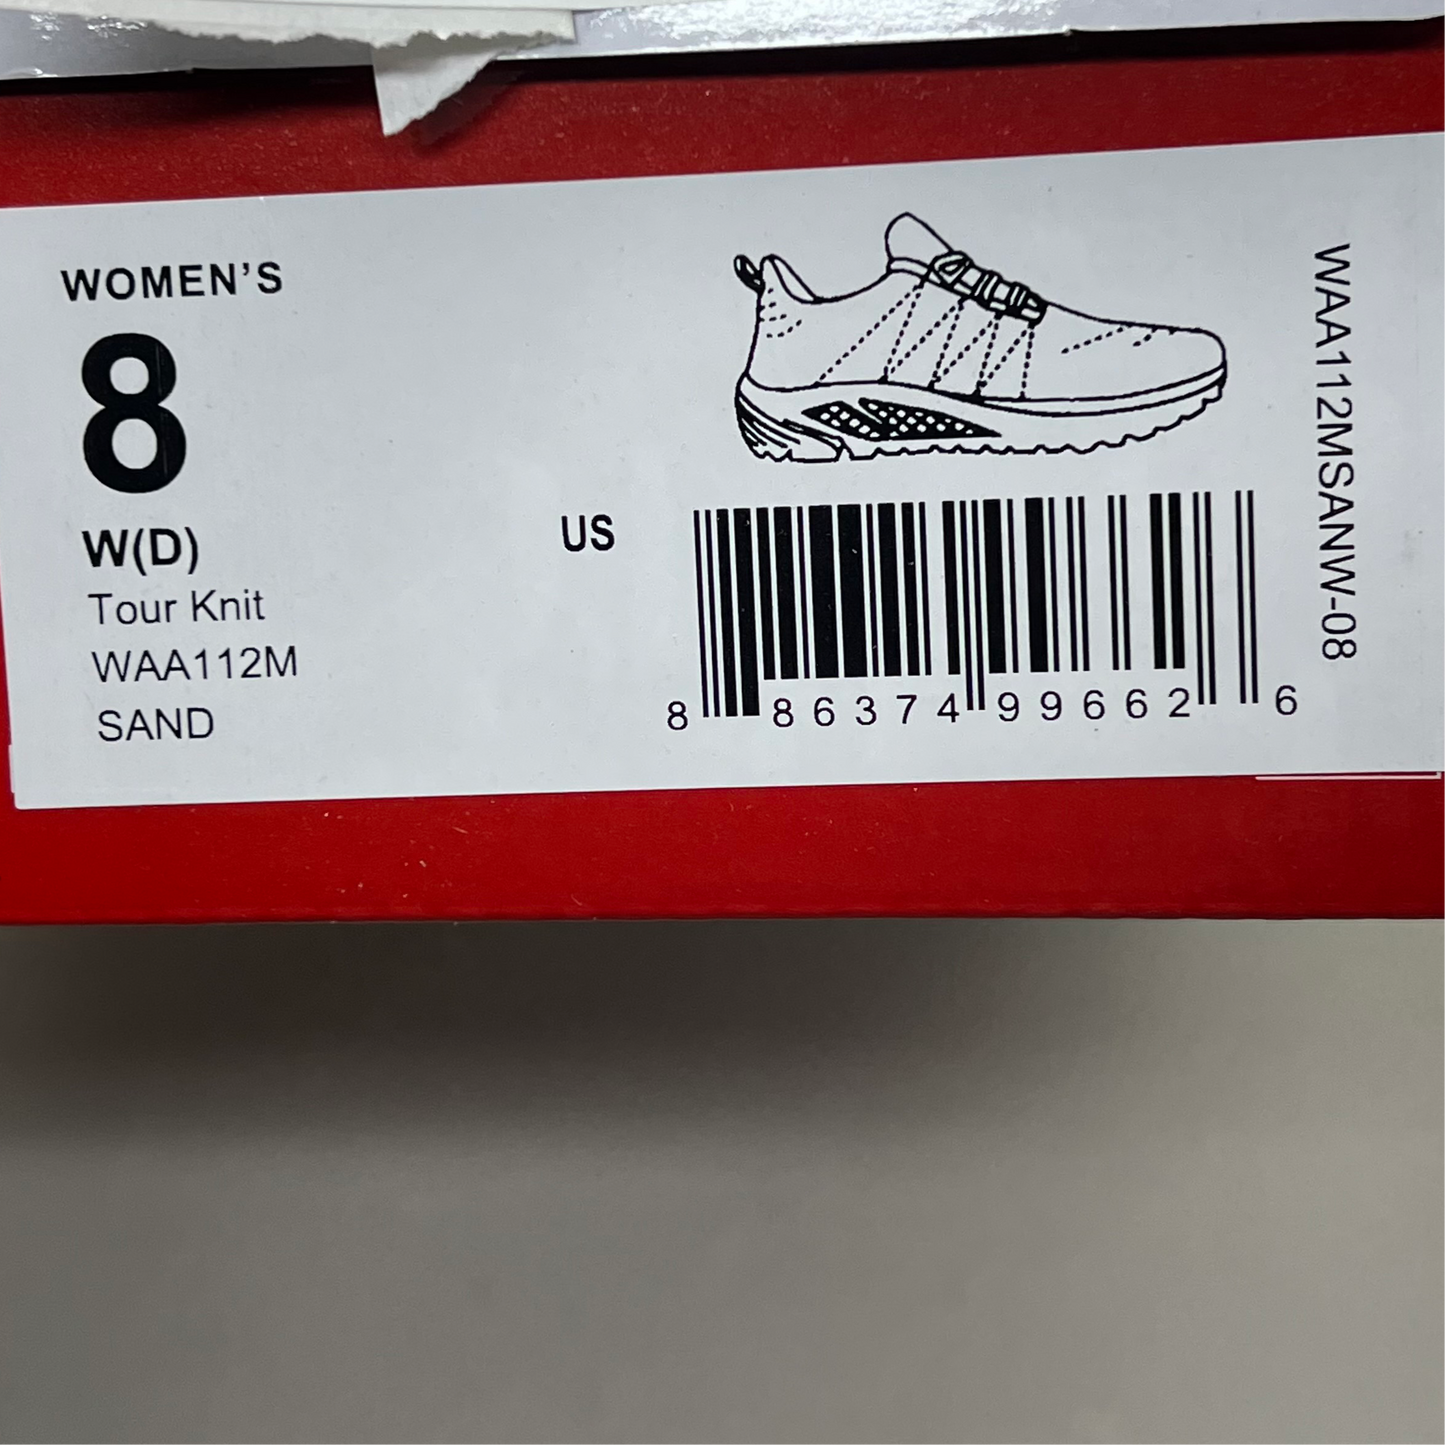 WOMEN'S
8
W(D)
Tour Knit
WAA112M
SAND
US
8 86374 99662 6
WAA112MSANW-08